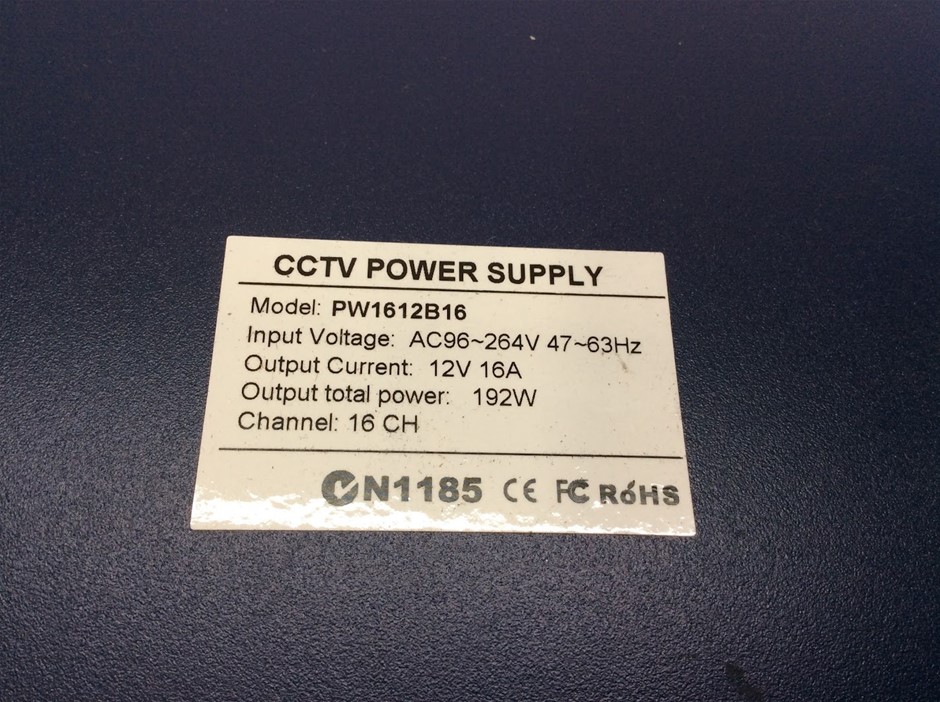 CCTV POWER SUPPLY
Model: PW1612B16
Input Voltage: AC96~264V 47~63Hz
Output Current: 12V 16A
Output total power: 192W
Channel: 16 CH
N1185 CE FC RoHS